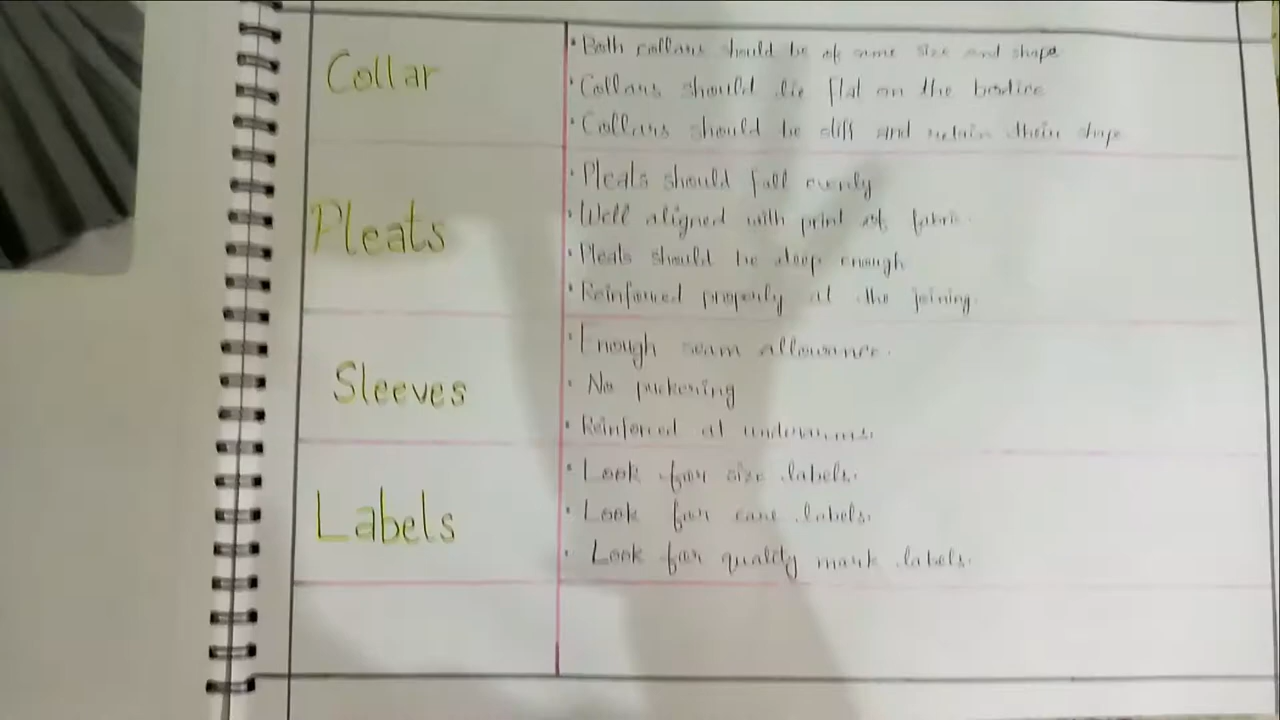 Collar
• Both collars should be of same size and shape
• Collars should lie flat on the bodice
• Collars should be stiff and retain their shape
Pleats
• Pleats should fall evenly
• Well aligned with print of fabric.
• Pleats should be deep enough
• Reinforced properly at the joining.
Sleeves
• Enough seam allowance.
• No puckering
• Reinforced at underarms.
Labels
• Look for size labels.
• Look for care labels.
• Look for quality mark labels.